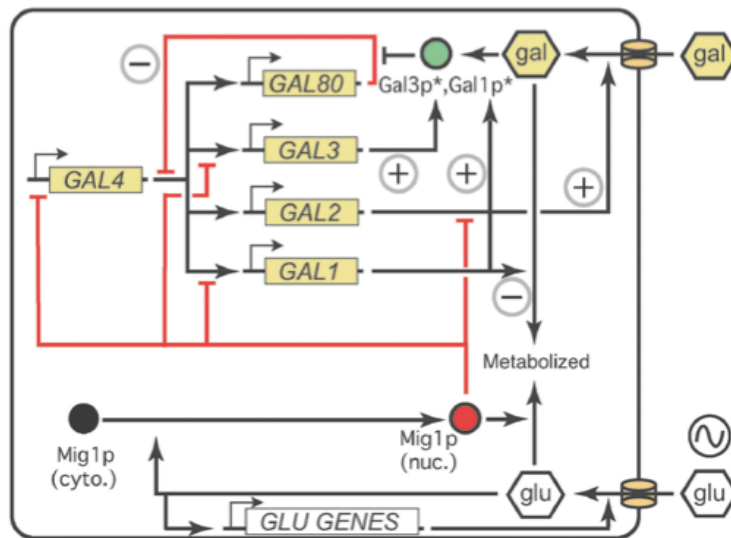 gal
gal
GAL80
Gal3p*,Gal1p*
GAL3
GAL4
GAL2
GAL1
Metabolized
Mig1p
(cyto.)
Mig1p
(nuc.)
glu
glu
GLU GENES